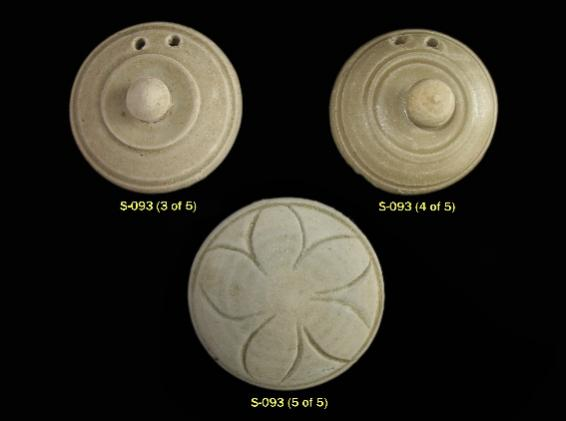 S-093 (3 of 5)
S-093 (4 of 5)
S-093 (5 of 5)